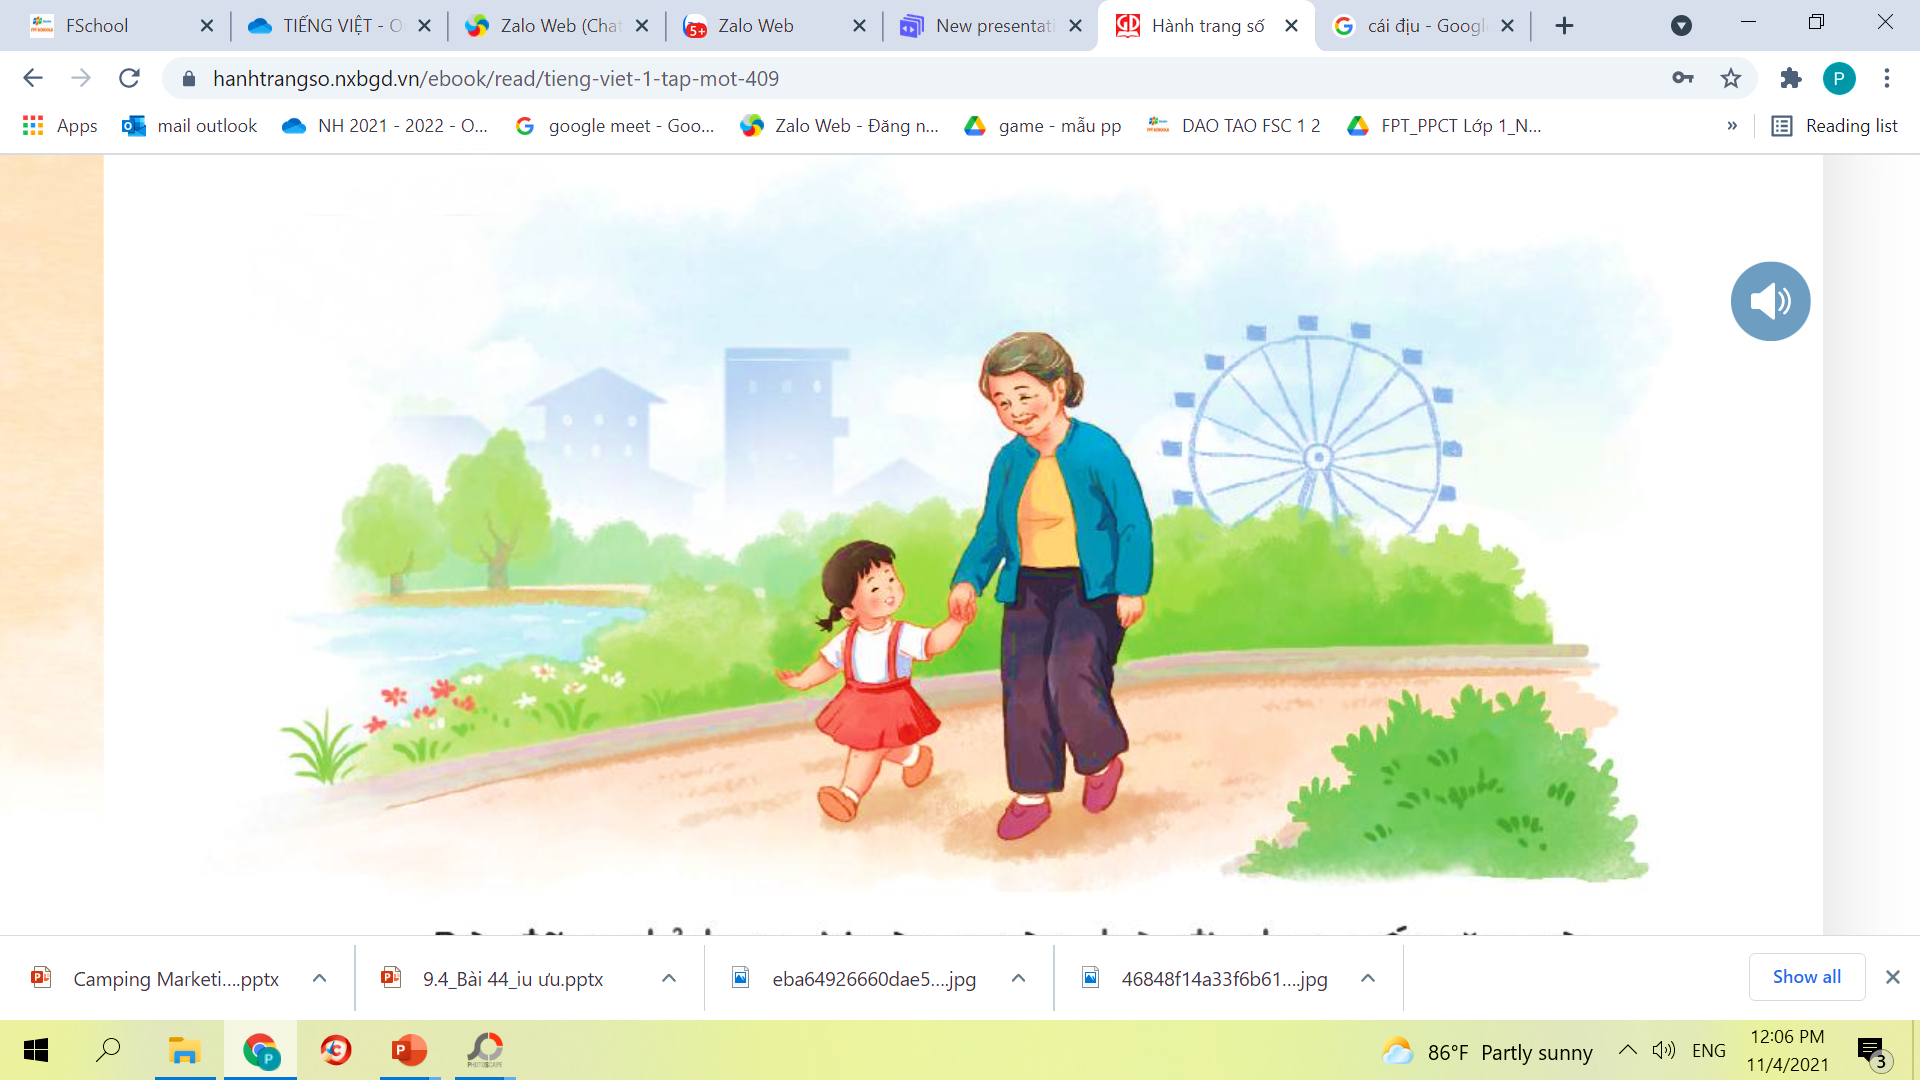 FSchool
TIẾNG VIỆT - O
Zalo Web (Chat
5+ Zalo Web
New presentati
Hành trang số
cái địu - Google
hanhtrangso.nxbgd.vn/ebook/read/tieng-viet-1-tap-mot-409
P
Apps
mail outlook
NH 2021 - 2022 - O...
google meet - Goo...
Zalo Web - Đăng n...
game - mẫu pp
DAO TAO FSC 1 2
FPT_PPCT Lớp 1_N...
»
Reading list
Camping Marketi....pptx
9.4_Bài 44_iu ưu.pptx
eba64926660dae5....jpg
46848f14a33f6b61....jpg
Show all
86°F Partly sunny
ENG
12:06 PM
11/4/2021
3